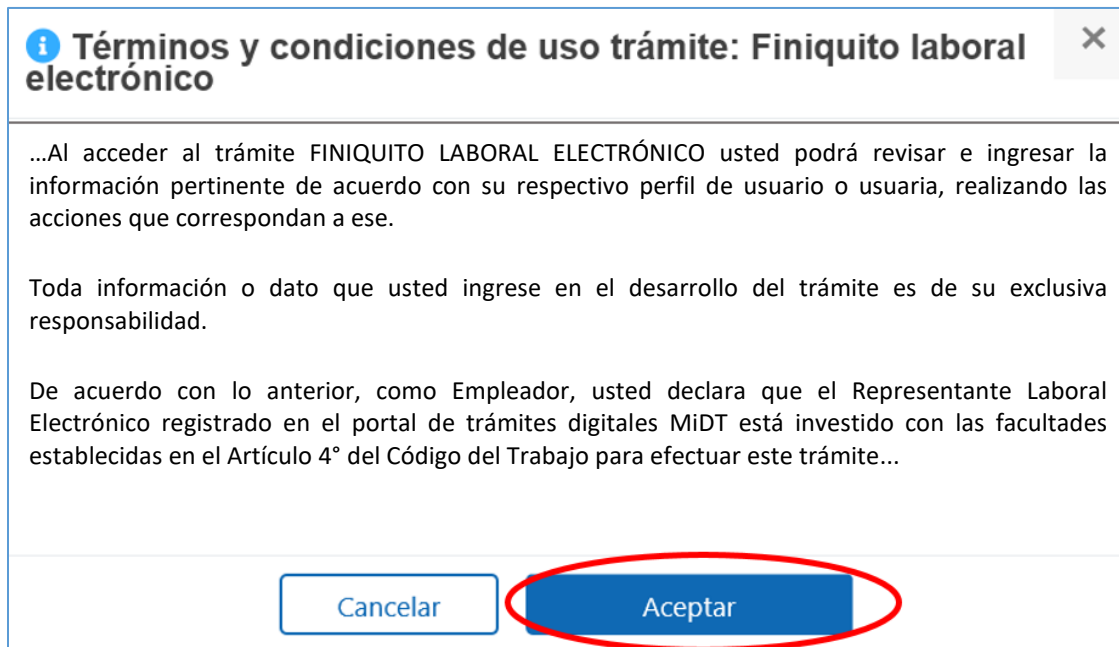 Términos y condiciones de uso trámite: Finiquito laboral
electrónico
...Al acceder al trámite FINIQUITO LABORAL ELECTRÓNICO usted podrá revisar e ingresar la
información pertinente de acuerdo con su respectivo perfil de usuario o usuaria, realizando las
acciones que correspondan a ese.
Toda información o dato que usted ingrese en el desarrollo del trámite es de su exclusiva
responsabilidad.
De acuerdo con lo anterior, como Empleador, usted declara que el Representante Laboral
Electrónico registrado en el portal de trámites digitales MiDT está investido con las facultades
establecidas en el Artículo 4° del Código del Trabajo para efectuar este trámite...
Cancelar
Aceptar